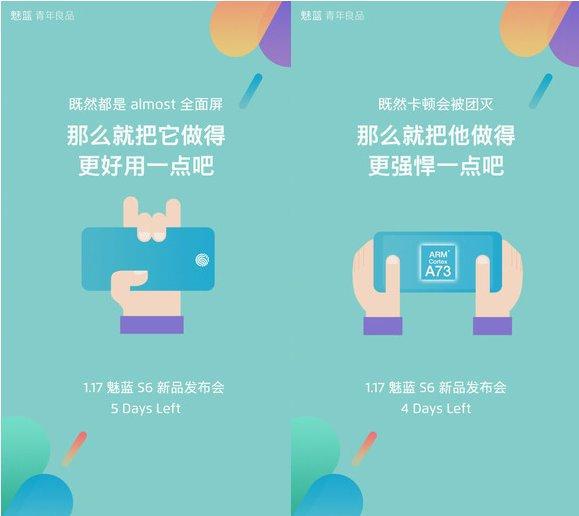 魅蓝 青年良品
既然都是 almost 全面屏
那么就把它做得
更好用一点吧
1.17 魅蓝 S6 新品发布会
5 Days Left
魅蓝 青年良品
既然卡顿会被团灭
那么就把他做得
更强悍一点吧
ARM
Cortex
A73
1.17 魅蓝 S6 新品发布会
4 Days Left